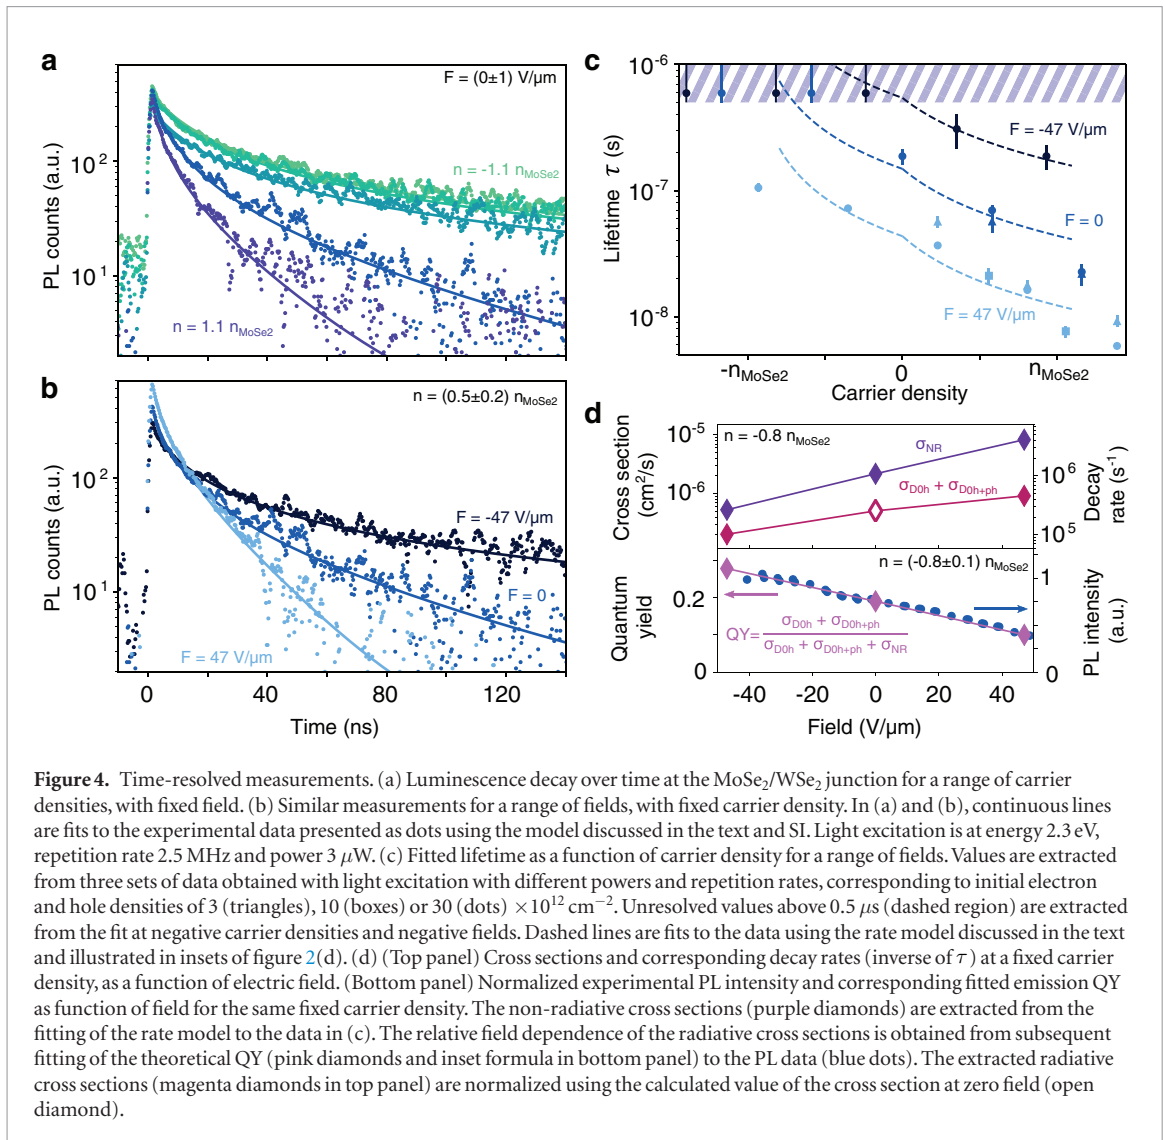 a
F = (0±1) V/μm
10²
10¹
PL counts (a.u.)
n = -1.1 nMoSe2
n = 1.1 nMoSe2
b
n = (0.5±0.2) nMoSe2
10²
10¹
PL counts (a.u.)
F = -47 V/μm
F = 0
F = 47 V/μm
0 40 80 120
Time (ns)
c
10⁻⁶
10⁻⁷
10⁻⁸
Lifetime τ (s)
F = -47 V/μm
F = 0
F = 47 V/μm
-nMoSe2 0 nMoSe2
Carrier density
d
10⁻⁵
10⁻⁶
Cross section
(cm²/s)
n = -0.8 nMoSe2
σNR
σD0h + σD0h+ph
10⁶
10⁵
Decay
rate (s⁻¹)
n = (-0.8±0.1) nMoSe2
0.2
0
Quantum
yield
QY= σD0h + σD0h+ph
σD0h + σD0h+ph + σNR
1
0
PL intensity
(a.u.)
-40 -20 0 20 40
Field (V/μm)
Figure 4. Time-resolved measurements. (a) Luminescence decay over time at the MoSe₂/WSe₂ junction for a range of carrier
densities, with fixed field. (b) Similar measurements for a range of fields, with fixed carrier density. In (a) and (b), continuous lines
are fits to the experimental data presented as dots using the model discussed in the text and SI. Light excitation is at energy 2.3 eV,
repetition rate 2.5 MHz and power 3 μW. (c) Fitted lifetime as a function of carrier density for a range of fields. Values are extracted
from three sets of data obtained with light excitation with different powers and repetition rates, corresponding to initial electron
and hole densities of 3 (triangles), 10 (boxes) or 30 (dots) ×10¹² cm⁻². Unresolved values above 0.5 μs (dashed region) are extracted
from the fit at negative carrier densities and negative fields. Dashed lines are fits to the data using the rate model discussed in the text
and illustrated in insets of figure 2(d). (d) (Top panel) Cross sections and corresponding decay rates (inverse of τ) at a fixed carrier
density, as a function of electric field. (Bottom panel) Normalized experimental PL intensity and corresponding fitted emission QY
as function of field for the same fixed carrier density. The non-radiative cross sections (purple diamonds) are extracted from the
fitting of the rate model to the data in (c). The relative field dependence of the radiative cross sections is obtained from subsequent
fitting of the theoretical QY (pink diamonds and inset formula in bottom panel) to the PL data (blue dots). The extracted radiative
cross sections (magenta diamonds in top panel) are normalized using the calculated value of the cross section at zero field (open
diamond).